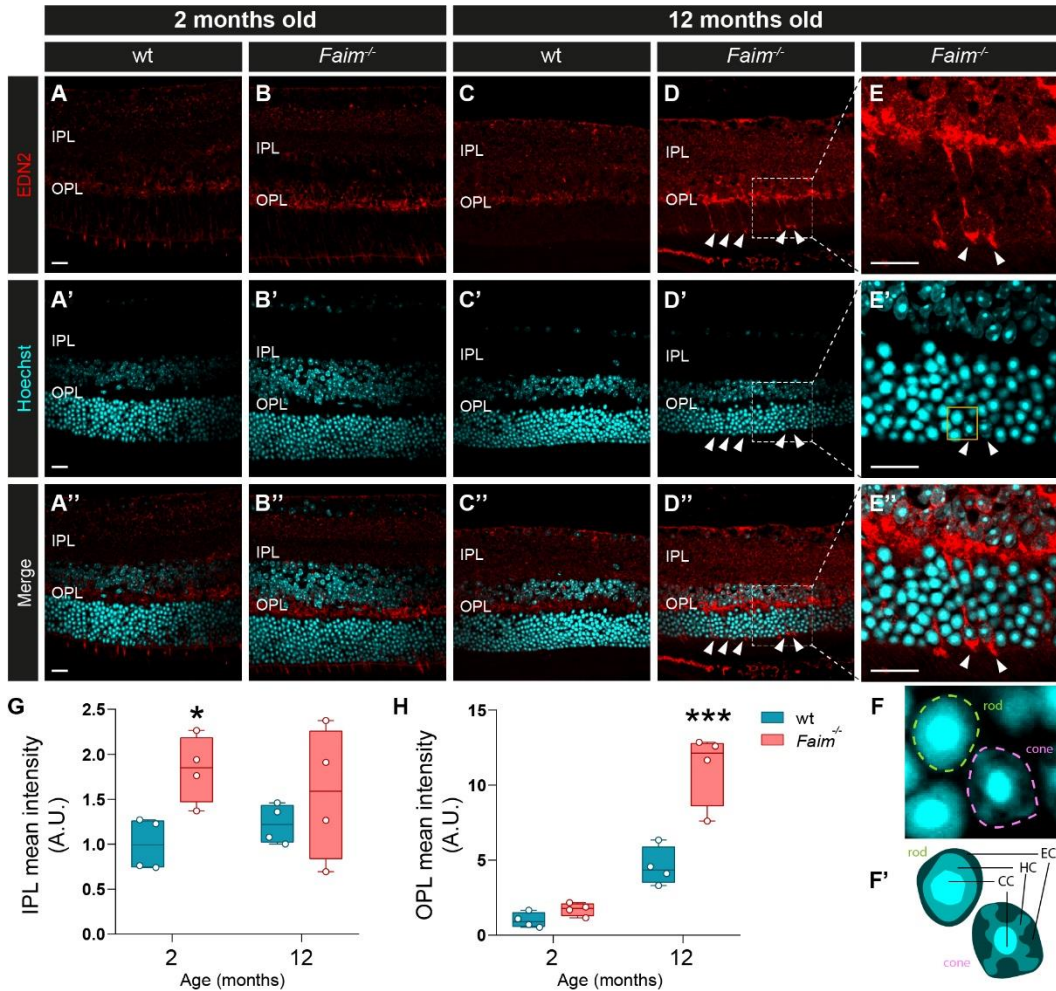 2 months old
12 months old
wt
Faim-/-
wt
Faim-/-
Faim-/-
EDN2
A
IPL
OPL
B
IPL
OPL
C
IPL
OPL
D
IPL
OPL
E
Hoechst
A'
IPL
OPL
B'
IPL
OPL
C'
IPL
OPL
D'
IPL
OPL
E'
Merge
A''
IPL
OPL
B''
IPL
OPL
C''
IPL
OPL
D''
IPL
OPL
E''
G
IPL mean intensity
(A.U.)
2.5
2.0
1.5
1.0
0.5
0.0
*
2
12
Age (months)
H
OPL mean intensity
(A.U.)
15
10
5
0
***
2
12
Age (months)
wt
Faim-/-
F
rod
cone
F'
rod
EC
HC
CC
cone